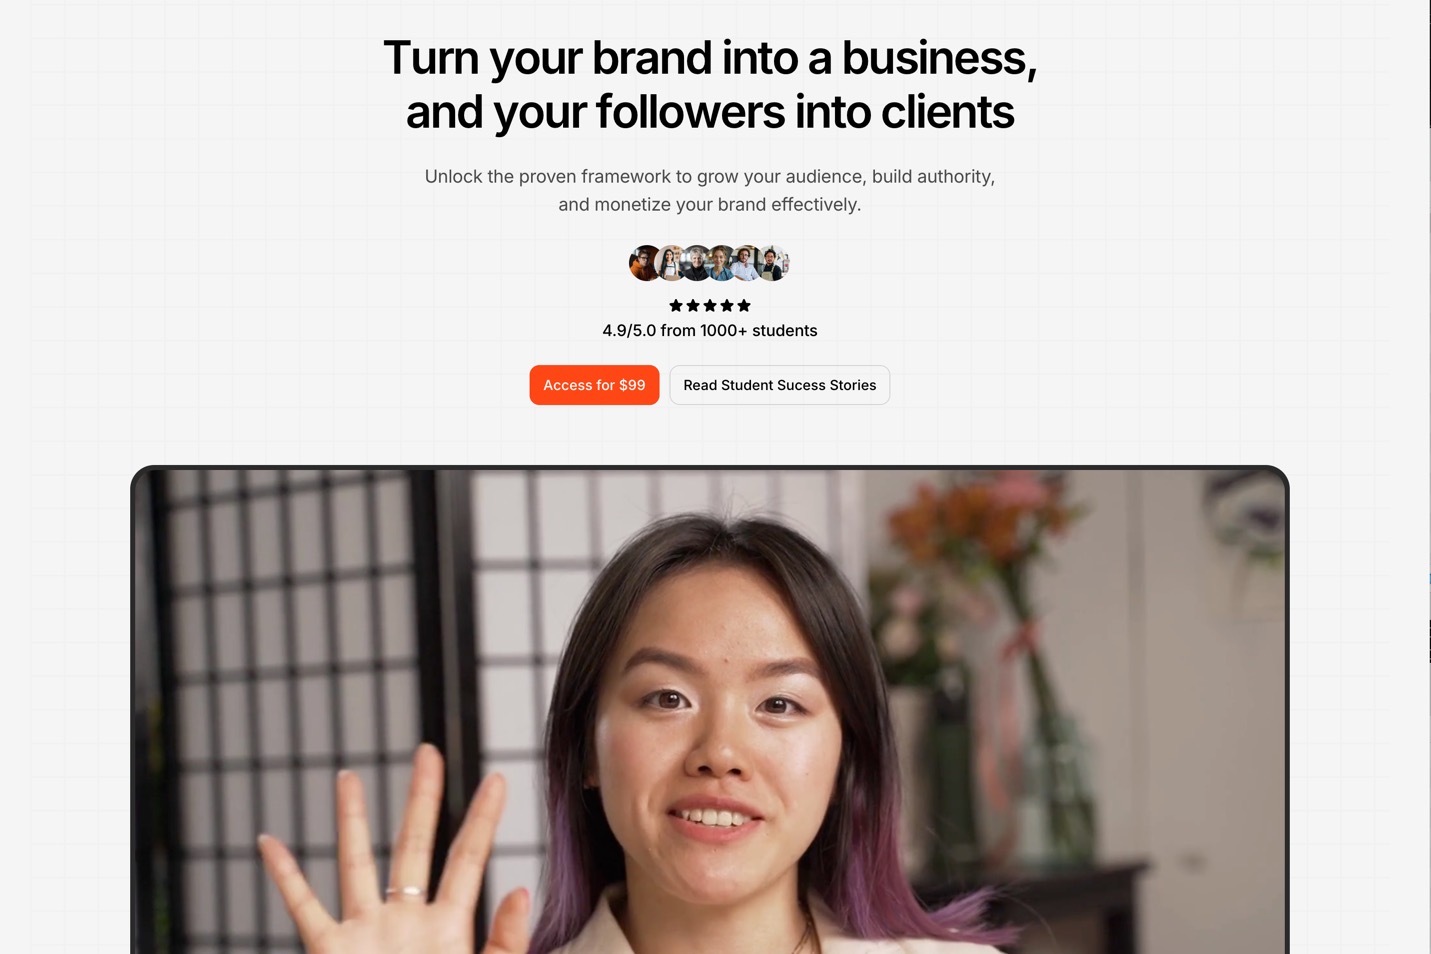 Turn your brand into a business,
and your followers into clients
Unlock the proven framework to grow your audience, build authority,
and monetize your brand effectively.
4.9/5.0 from 1000+ students
Access for $99
Read Student Sucess Stories